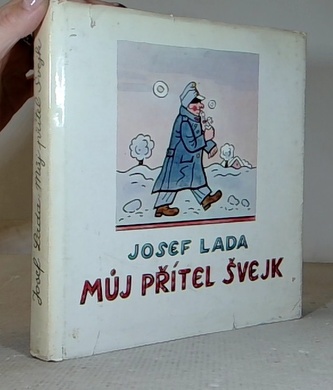 Josef Lada Můj přítel Švejk
JOSEF LADA
MŮJ PŘÍTEL ŠVEJK